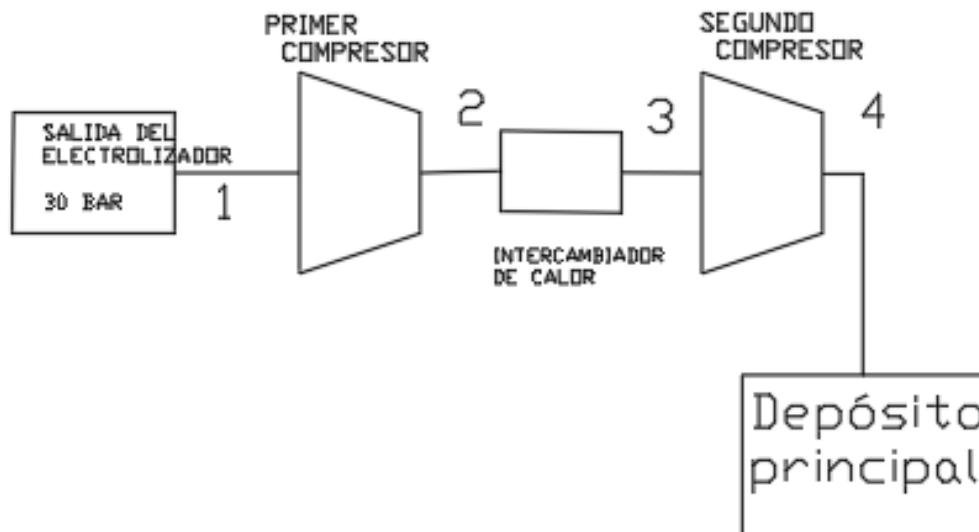 PRIMER
COMPRESOR
SEGUNDO
COMPRESOR
SALIDA DEL
ELECTROLIZADOR
30 BAR
1
2
3
4
INTERCAMBIADOR
DE CALOR
Depósito
principal